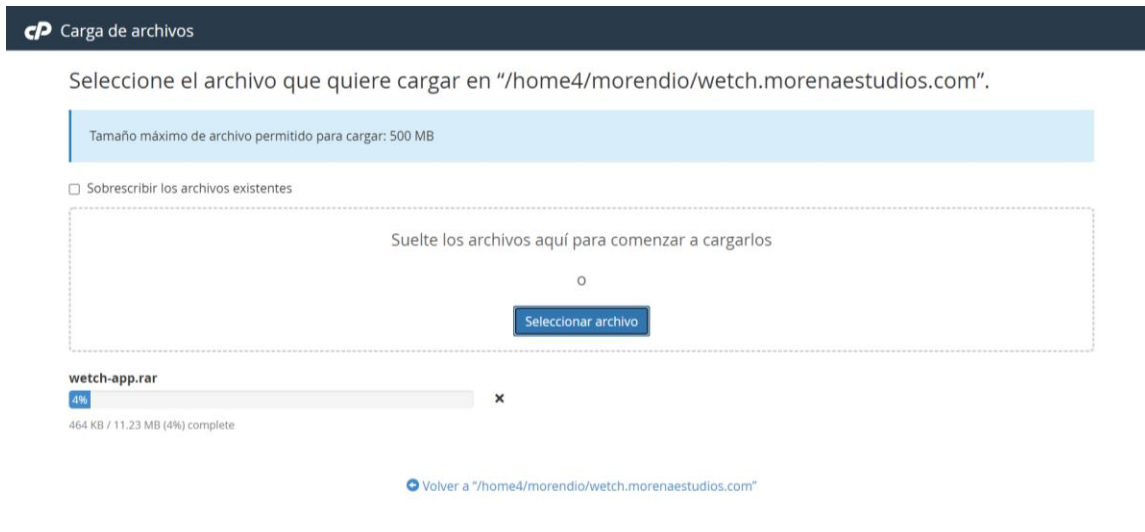 cP Carga de archivos
Seleccione el archivo que quiere cargar en “/home4/morendio/wetch.morenaestudios.com”.
Tamaño máximo de archivo permitido para cargar: 500 MB
Sobrescribir los archivos existentes
Suelte los archivos aquí para comenzar a cargarlos
o
Seleccionar archivo
wetch-app.rar
4%
464 KB / 11.23 MB (4%) complete
Volver a “/home4/morendio/wetch.morenaestudios.com”